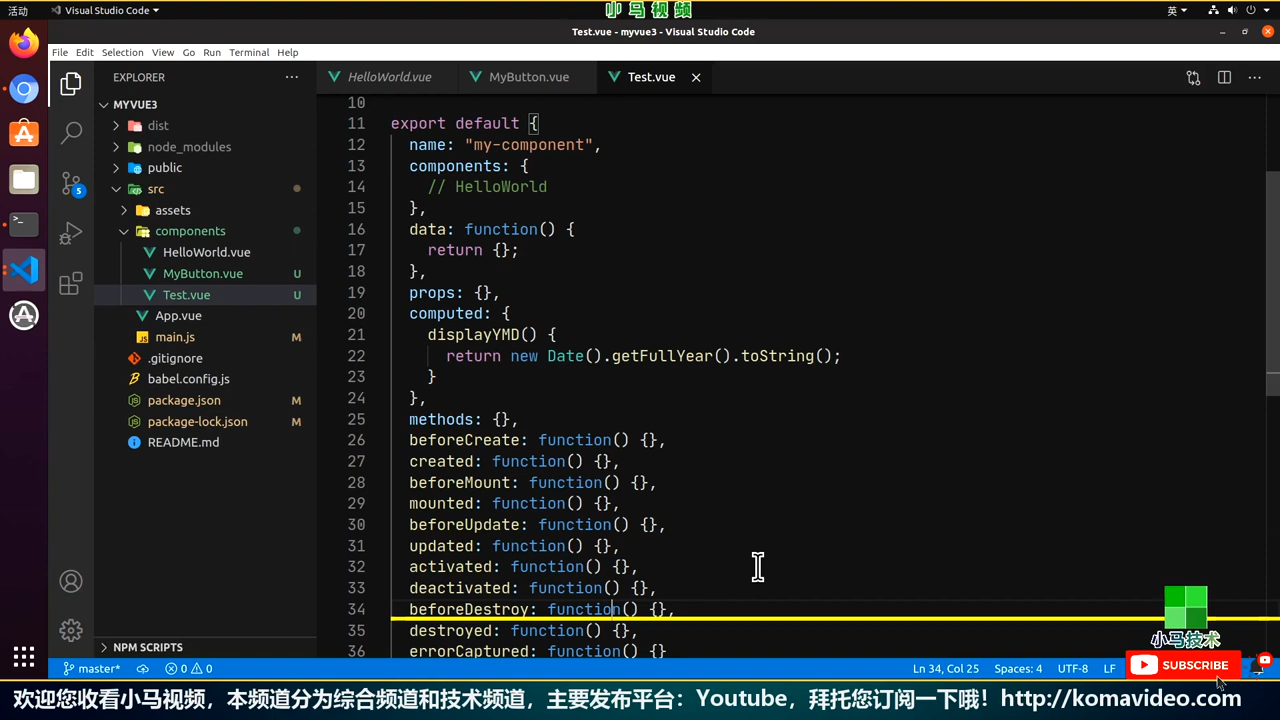 活动
Visual Studio Code
小马视频
英
Test.vue - myvue3 - Visual Studio Code
File Edit Selection View Go Run Terminal Help
EXPLORER
HelloWorld.vue
MyButton.vue
Test.vue
MYVUE3
dist
node_modules
public
src
assets
components
HelloWorld.vue
MyButton.vue U
Test.vue U
App.vue
main.js M
.gitignore
babel.config.js
package.json M
package-lock.json M
README.md
5
NPM SCRIPTS
10
11 export default {
12 name: "my-component",
13 components: {
14 // HelloWorld
15 },
16 data: function() {
17 return {};
18 },
19 props: {},
20 computed: {
21 displayYMD() {
22 return new Date().getFullYear().toString();
23 }
24 },
25 methods: {},
26 beforeCreate: function() {},
27 created: function() {},
28 beforeMount: function() {},
29 mounted: function() {},
30 beforeUpdate: function() {},
31 updated: function() {},
32 activated: function() {},
33 deactivated: function() {},
34 beforeDestroy: function() {},
35 destroyed: function() {},
36 errorCaptured: function() {}
小马技术
SUBSCRIBE
master* 0 0 Ln 34, Col 25 Spaces: 4 UTF-8 LF
欢迎您收看小马视频，本频道分为综合频道和技术频道，主要发布平台：Youtube，拜托您订阅一下哦！http://komavideo.com